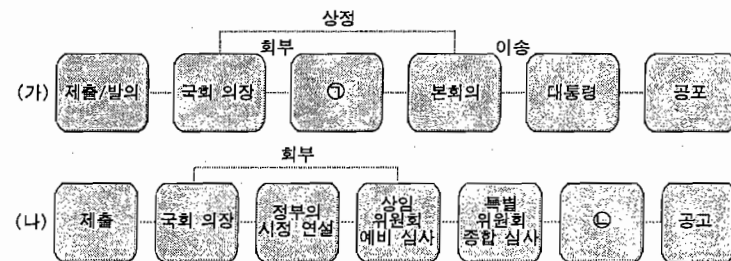 상정
회부
이송
(가)
제출/발의
국회 의장
㉠
본회의
대통령
공포
회부
(나)
제출
국회 의장
정부의
시정 연설
상임
위원회
예비 심사
특별
위원회
종합 심사
㉡
공고